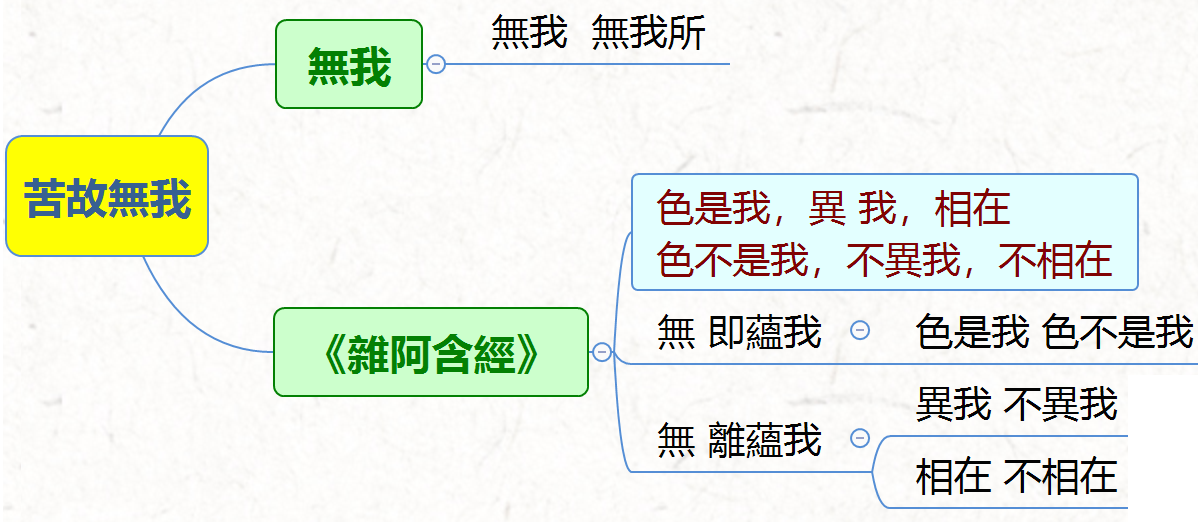 苦故無我
無我
無我 無我所
《雜阿含經》
色是我，異 我，相在
色不是我，不異我，不相在
無 即蘊我
色是我 色不是我
無 離蘊我
異我 不異我
相在 不相在